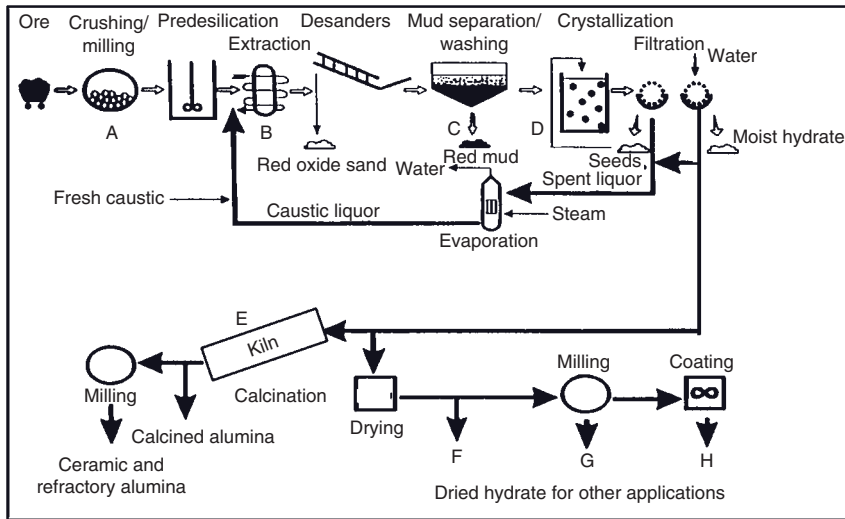 Ore
Crushing/
milling
Predesilication
Extraction
Desanders
Mud separation/
washing
Crystallization
Filtration
Water
A
B
C
D
Red oxide sand
Red mud
Seeds,
Spent liquor
Moist hydrate
Water
Fresh caustic
Caustic liquor
Steam
Evaporation
E
Kiln
Calcination
Milling
Calcined alumina
Ceramic and
refractory alumina
Drying
Milling
Coating
F
G
H
Dried hydrate for other applications